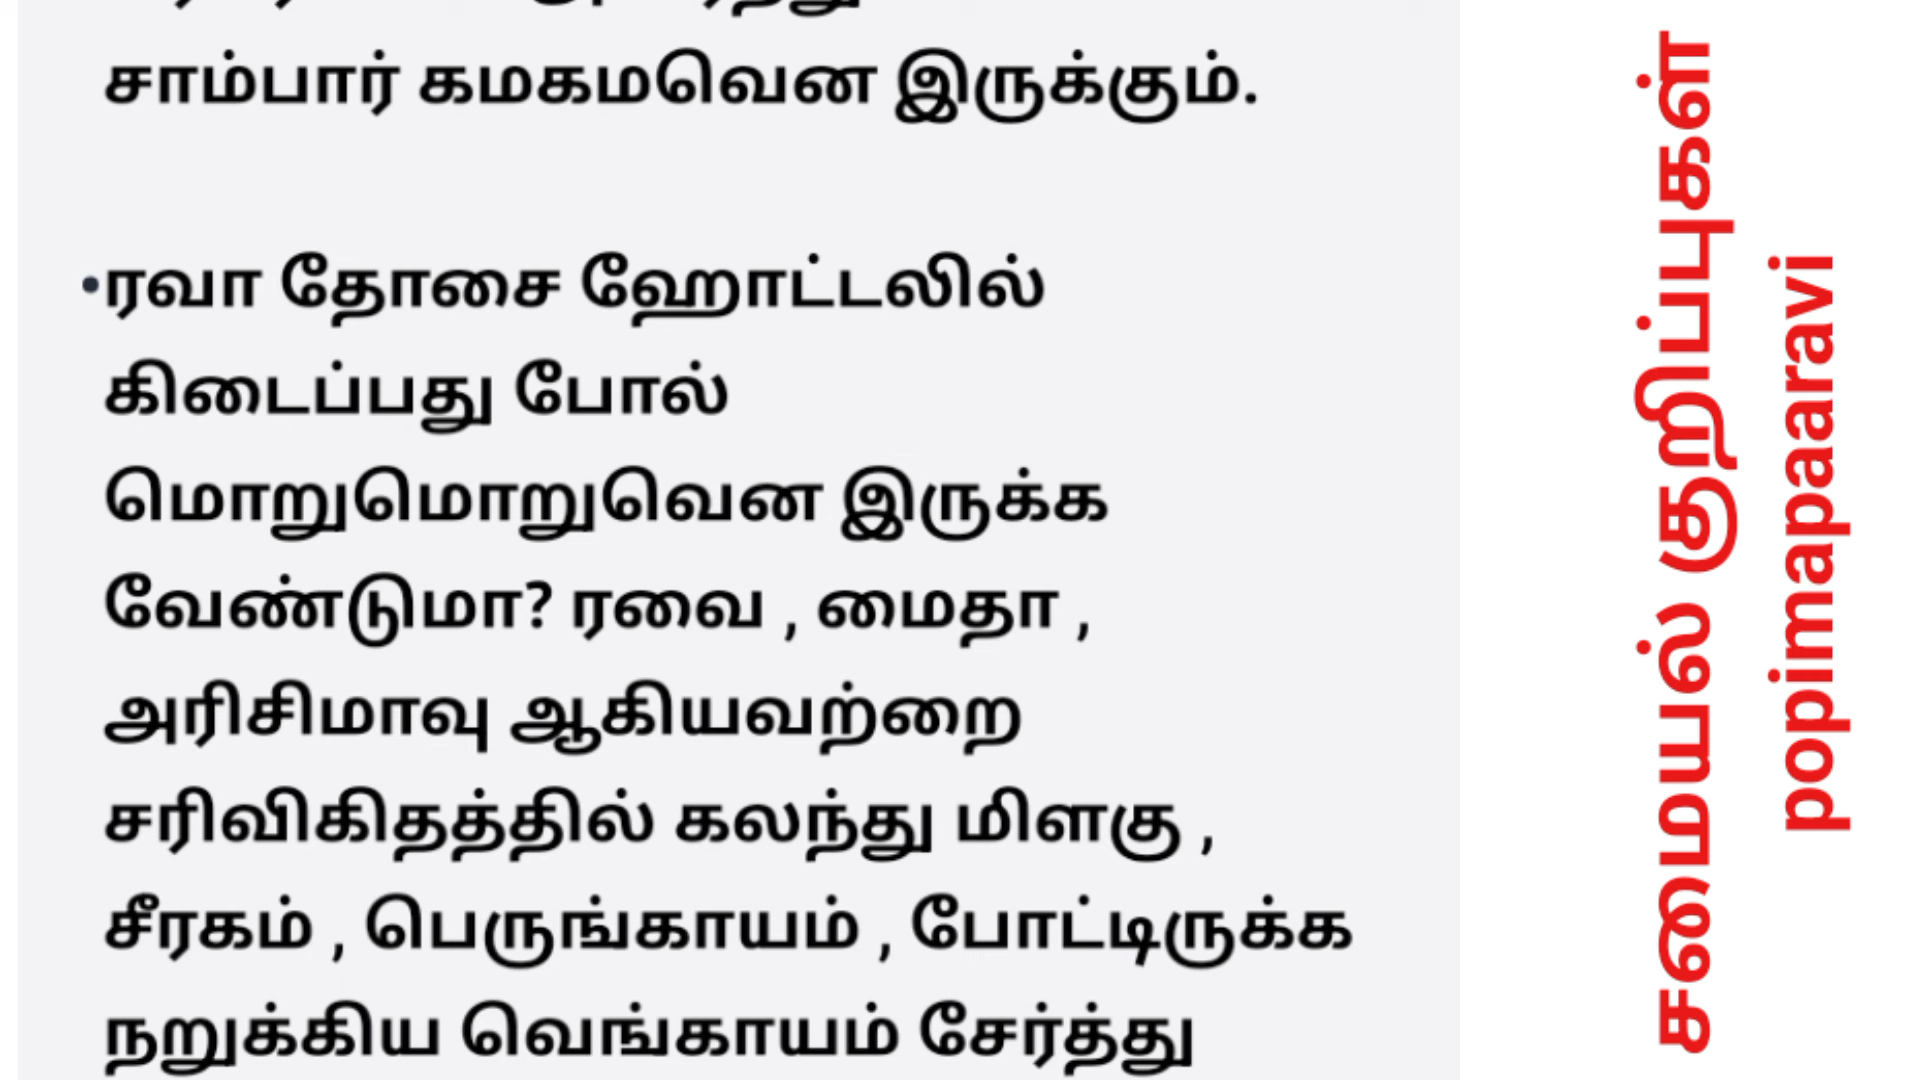 சாம்பார் கமகமவென இருக்கும்.
•ரவா தோசை ஹோட்டலில்
கிடைப்பது போல்
மொறுமொறுவென இருக்க
வேண்டுமா? ரவை , மைதா ,
அரிசிமாவு ஆகியவற்றை
சரிவிகிதத்தில் கலந்து மிளகு ,
சீரகம் , பெருங்காயம் , போட்டிருக்க
நறுக்கிய வெங்காயம் சேர்த்து
சமையல் குறிப்புகள்
popimapaaravi